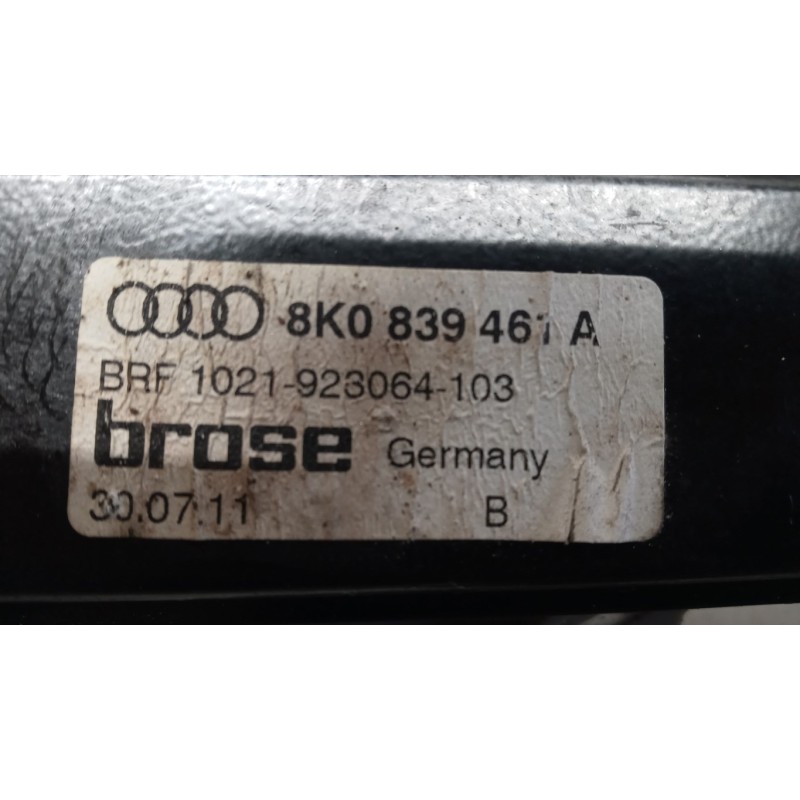 8K0 839 461 A
BRF 1021-923064-103
brose Germany
30.07.11 B